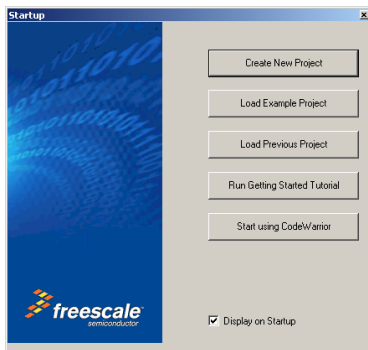 Startup
Create New Project
Load Example Project
Load Previous Project
Run Getting Started Tutorial
Start using CodeWarrior
freescale™
semiconductor
Display on Startup